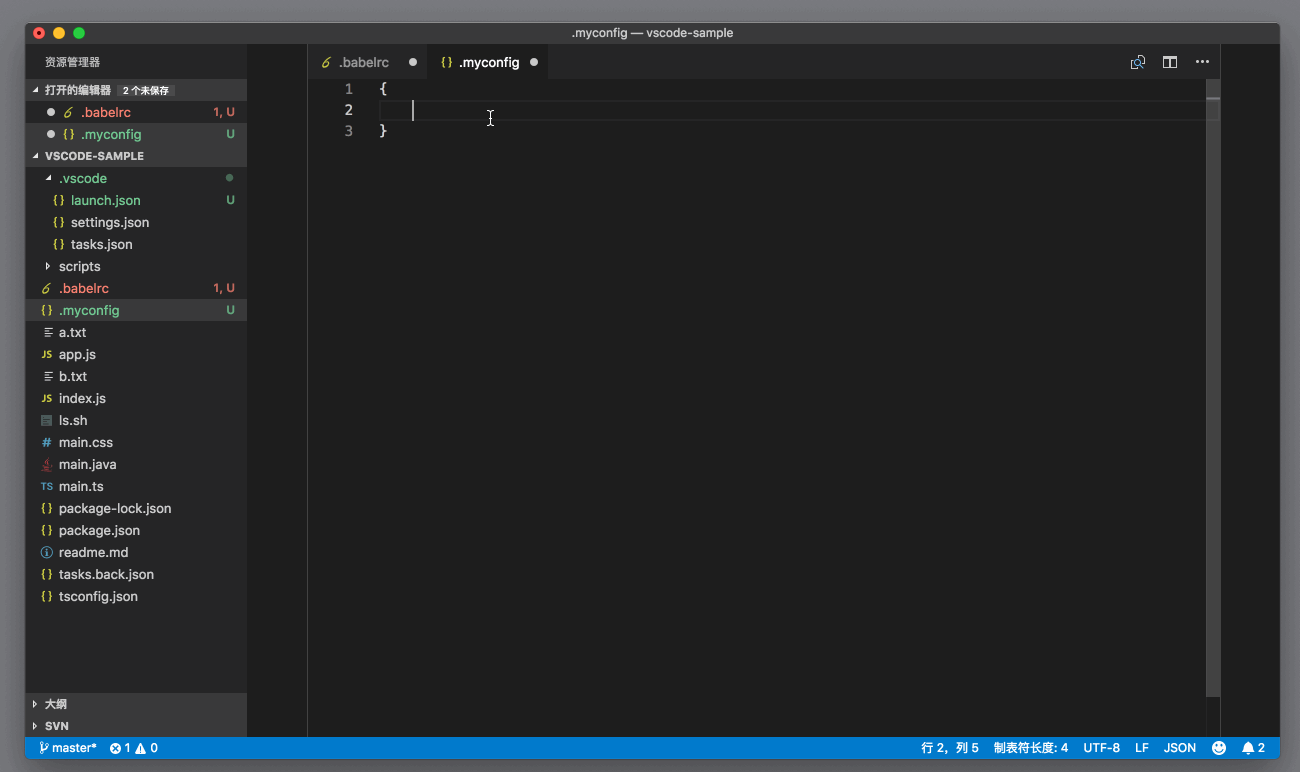 .myconfig — vscode-sample
资源管理器
打开的编辑器 2 个未保存
.babelrc 1, U
{} .myconfig U
VSCODE-SAMPLE
.vscode
{} launch.json U
{} settings.json
{} tasks.json
scripts
.babelrc 1, U
{} .myconfig U
a.txt
JS app.js
b.txt
JS index.js
ls.sh
# main.css
main.java
TS main.ts
{} package-lock.json
{} package.json
readme.md
{} tasks.back.json
{} tsconfig.json
大纲
SVN
.babelrc
{} .myconfig
1 {
2
3 }
master* 1 0
行 2，列 5 制表符长度: 4 UTF-8 LF JSON 2